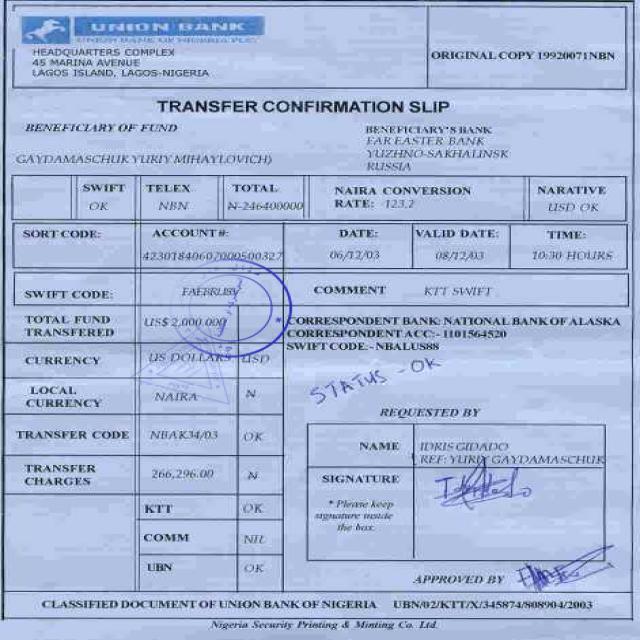 UNION BANK
UNION BANK OF NIGERIA PLC.
HEADQUARTERS COMPLEX
45 MARINA AVENUE
LAGOS ISLAND, LAGOS-NIGERIA
ORIGINAL COPY 19920071NBN
TRANSFER CONFIRMATION SLIP
BENEFICIARY OF FUND
GAYDAMASCHUK YURIY MIHAYLOVICH)
BENEFICIARY'S BANK
FAR EASTER BANK
YUZHNO-SAKHALINSK
RUSSIA
SWIFT
OK
TELEX
NBN
TOTAL
N-246400000
NAIRA CONVERSION
RATE: -123,2
NARATIVE
USD OK
SORT CODE:
ACCOUNT#:
42301840607000500327
DATE:
06/12/03
VALID DATE:
08/12/03
TIME:
10:30 HOURS
SWIFT CODE:
COMMENT KTT SWIFT
TOTAL FUND
TRANSFERED
US$ 2,000.000
CURRENCY
US DOLLARS USD
LOCAL
CURRENCY
NAIRA N
TRANSFER CODE NBAK34/03 OK
TRANSFER
CHARGES
266,296.00 N
KTT OK
COMM NIL
UBN OK
CORRESPONDENT BANK: NATIONAL BANK OF ALASKA
CORRESPONDENT ACC:- 1101564520
SWIFT CODE:- NBALUS88
STATUS - OK
REQUESTED BY
NAME
IDRIS GIDADO
REF: YURIY GAYDAMASCHUK
SIGNATURE
* Please keep
signature inside
the box.
APPROVED BY
CLASSIFIED DOCUMENT OF UNION BANK OF NIGERIA UBN/02/KTT/X/345874/808904/2003
Nigeria Security Printing & Minting Co. Ltd.